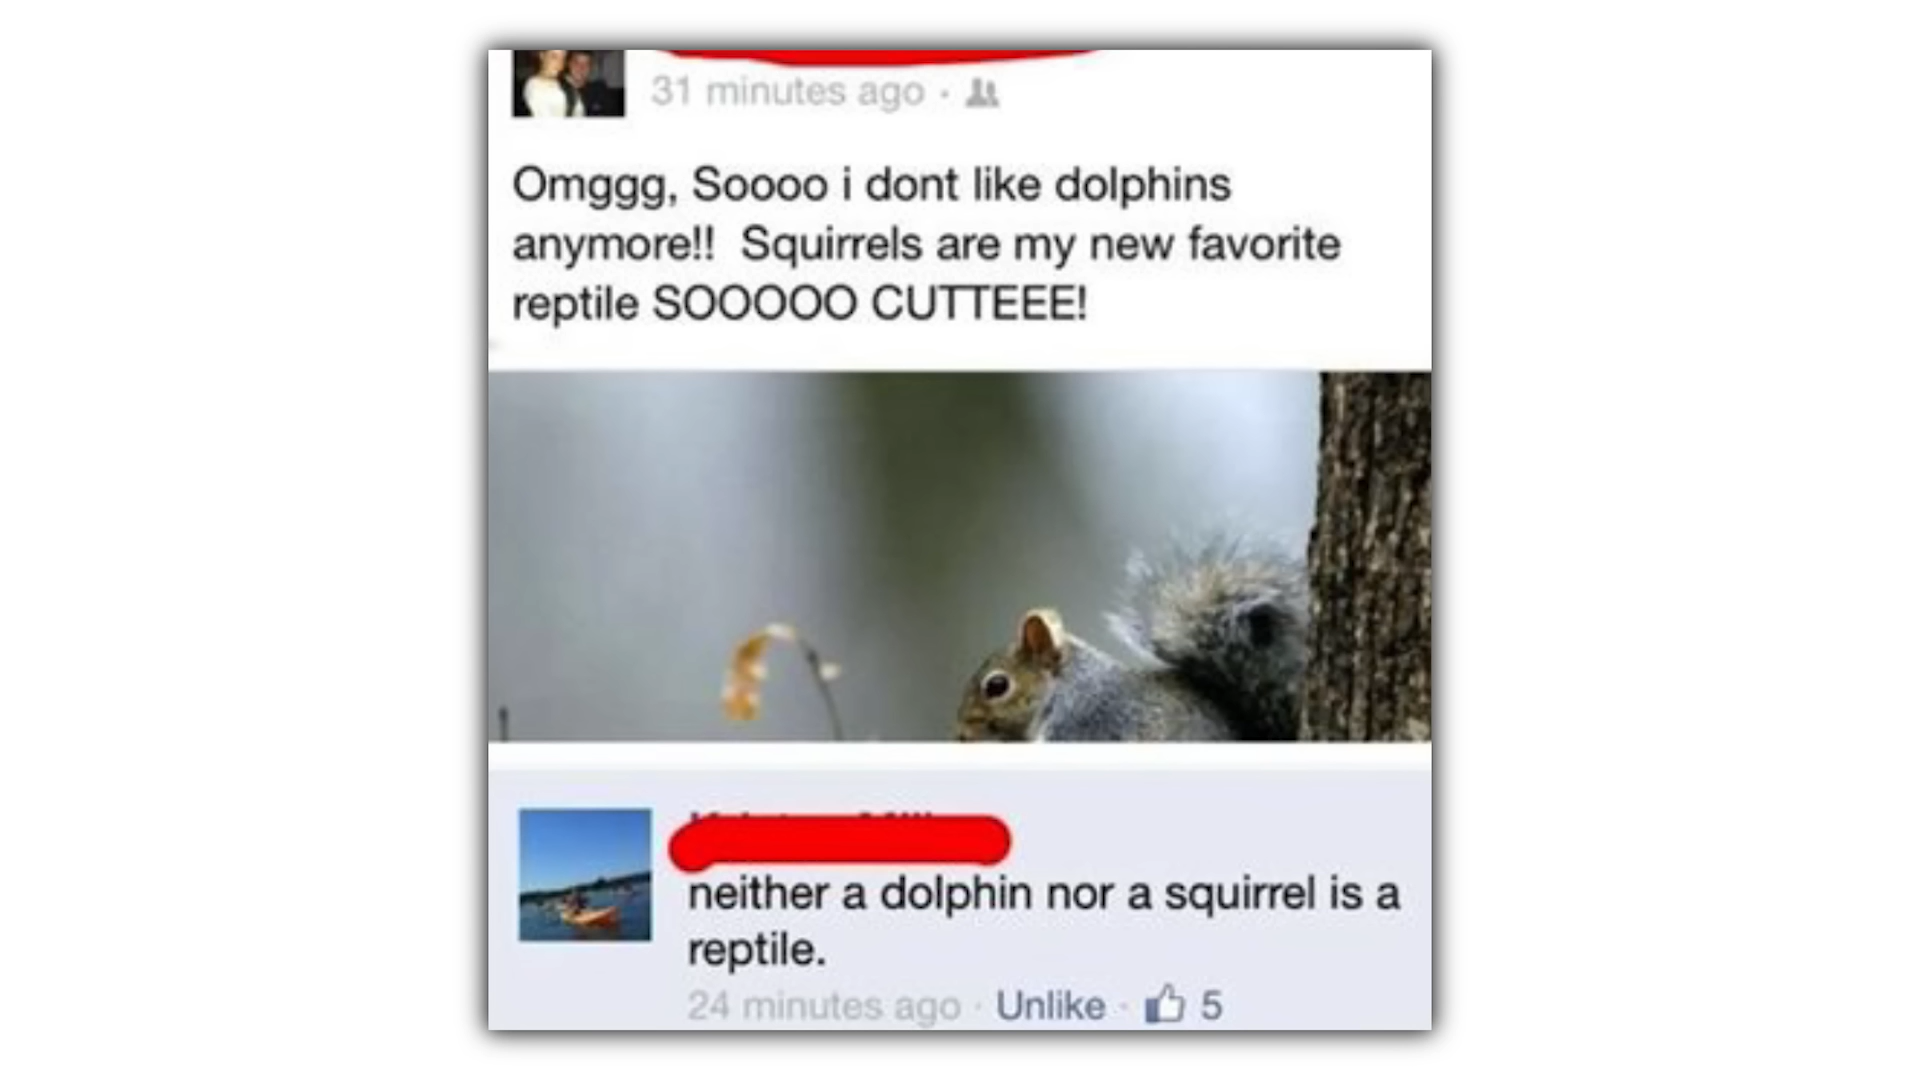 31 minutes ago ·
Omggg, Soooo i dont like dolphins
anymore!!  Squirrels are my new favorite
reptile SOOOOO CUTTEEE!
neither a dolphin nor a squirrel is a
reptile.
24 minutes ago · Unlike · 5